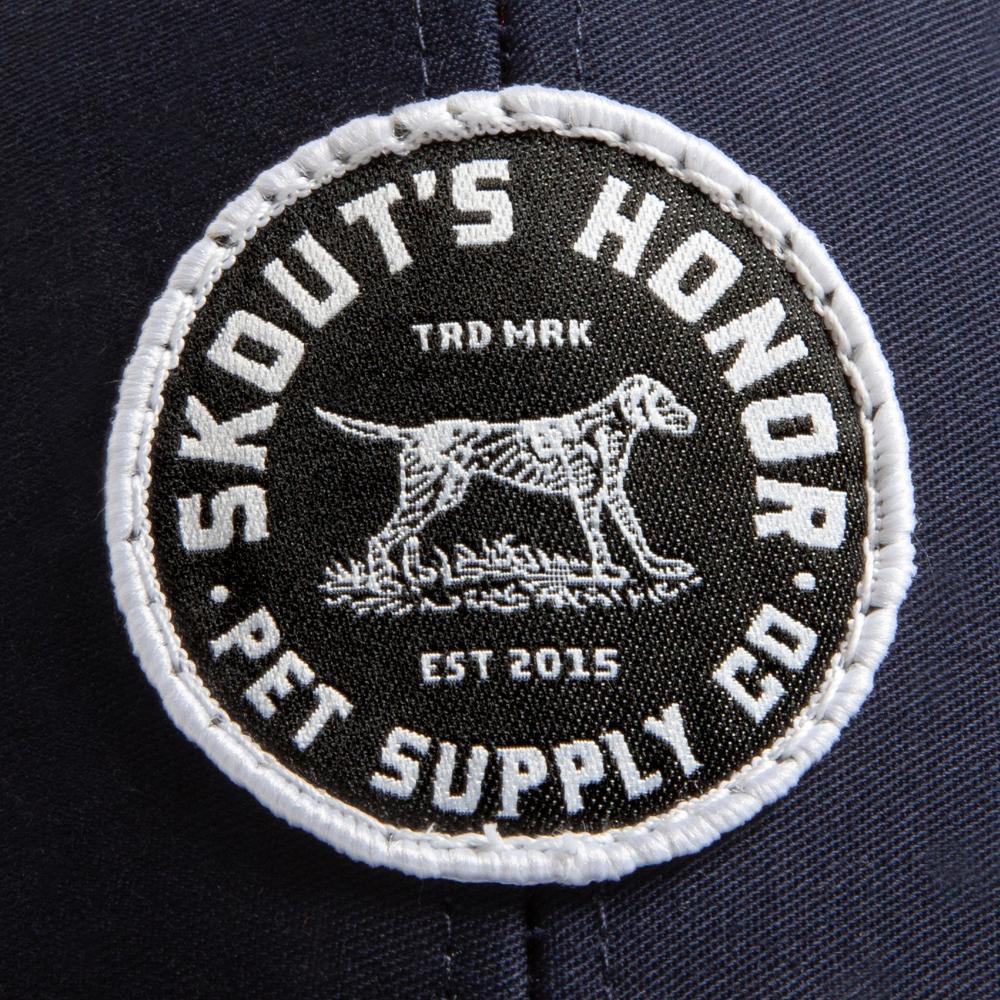 SKOUT'S HONOR
TRD MRK
EST 2015
• PET SUPPLY CO •